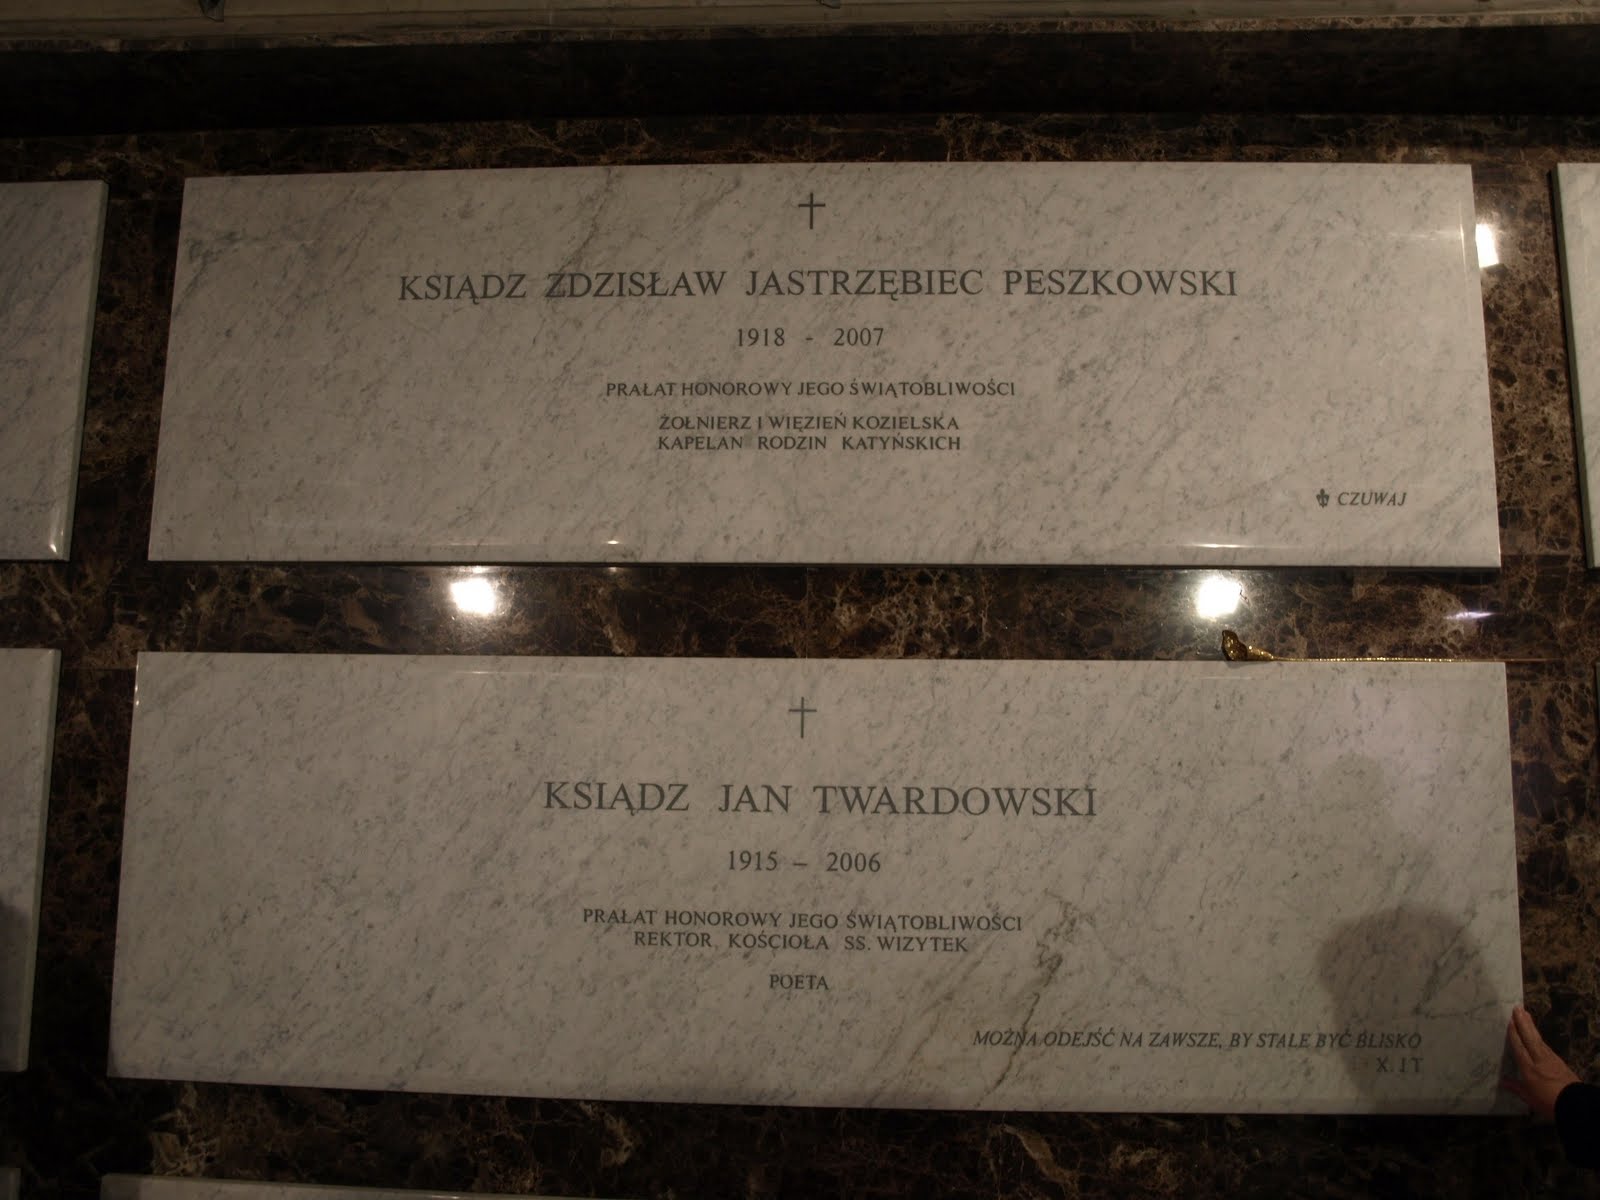 KSIĄDZ ZDZISŁAW JASTRZĘBIEC PESZKOWSKI
1918 - 2007
PRAŁAT HONOROWY JEGO ŚWIĄTOBLIWOŚCI
ŻOŁNIERZ I WIĘZIEŃ KOZIELSKA
KAPELAN RODZIN KATYŃSKICH
CZUWAJ
KSIĄDZ JAN TWARDOWSKI
1915 – 2006
PRAŁAT HONOROWY JEGO ŚWIĄTOBLIWOŚCI
REKTOR KOŚCIOŁA SS. WIZYTEK
POETA
MOŻNA ODEJŚĆ NA ZAWSZE, BY STALE BYĆ BLISKO
X. JT